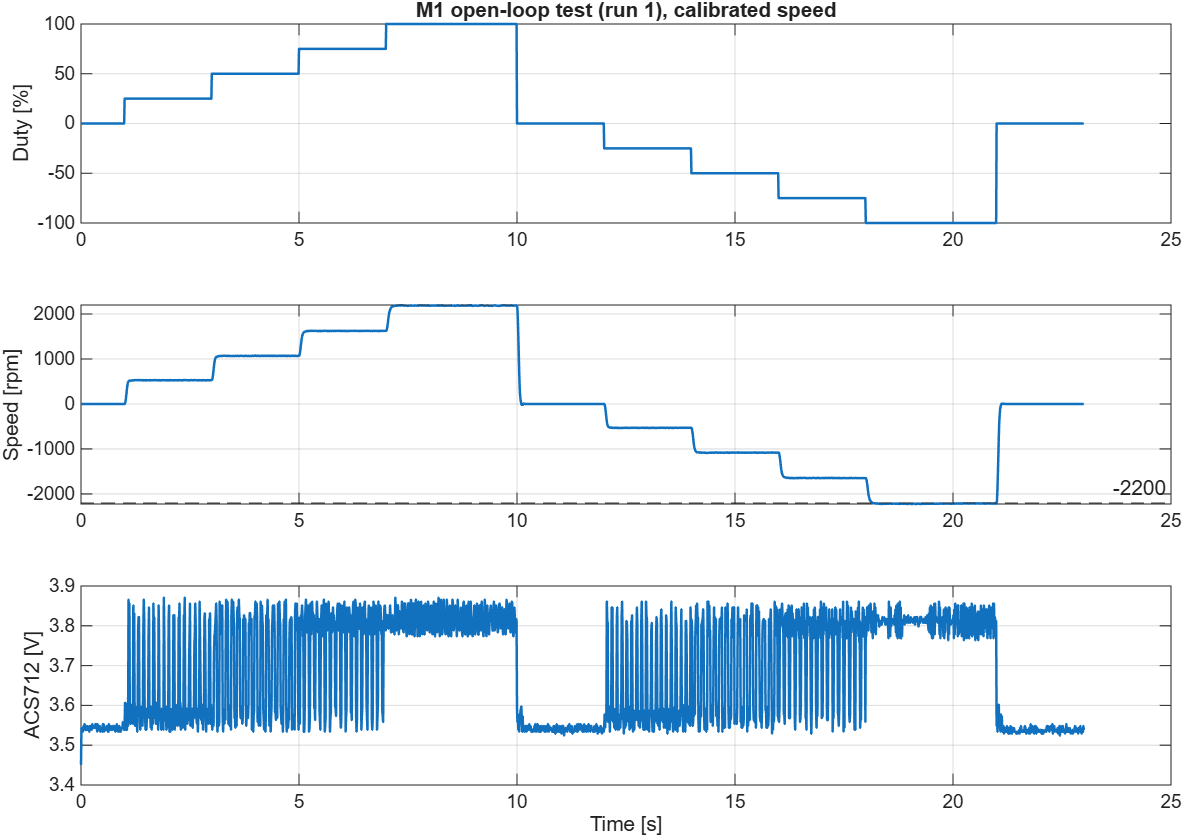 M1 open-loop test (run 1), calibrated speed
100
50
0
-50
-100
Duty [%]
0 5 10 15 20 25
2000
1000
0
-1000
-2000
Speed [rpm]
-2200
0 5 10 15 20 25
3.9
3.8
3.7
3.6
3.5
3.4
ACS712 [V]
0 5 10 15 20 25
Time [s]